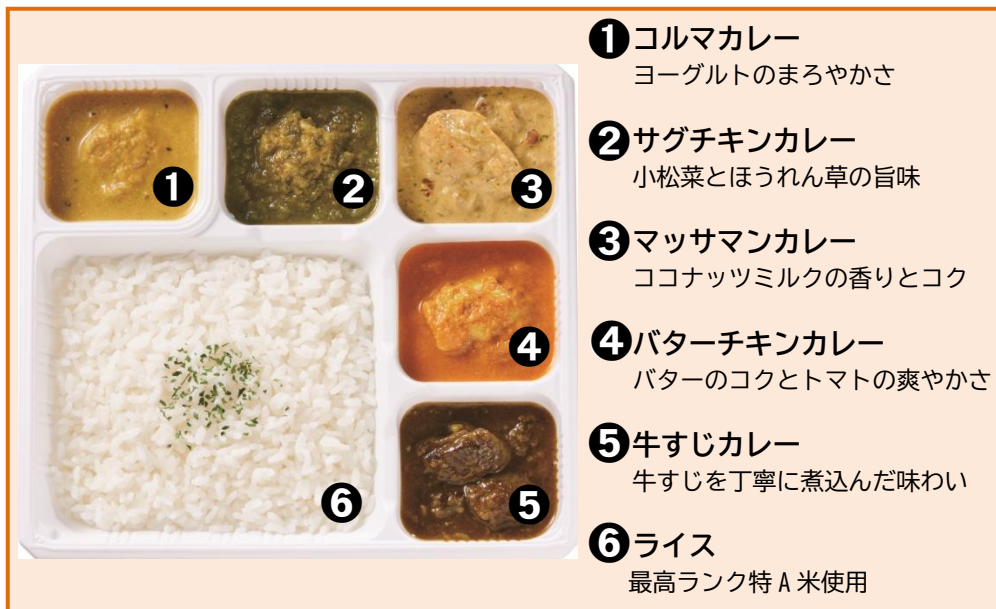 ❶コルマカレー
ヨーグルトのまろやかさ
❷サグチキンカレー
小松菜とほうれん草の旨味
❸マッサマンカレー
ココナッツミルクの香りとコク
❹バターチキンカレー
バターのコクとトマトの爽やかさ
❺牛すじカレー
牛すじを丁寧に煮込んだ味わい
❻ライス
最高ランク特A米使用
❶
❷
❸
❹
❺
❻